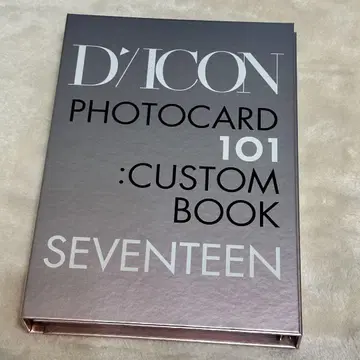 D'/ICON
PHOTOCARD
101
:CUSTOM
BOOK
SEVENTEEN